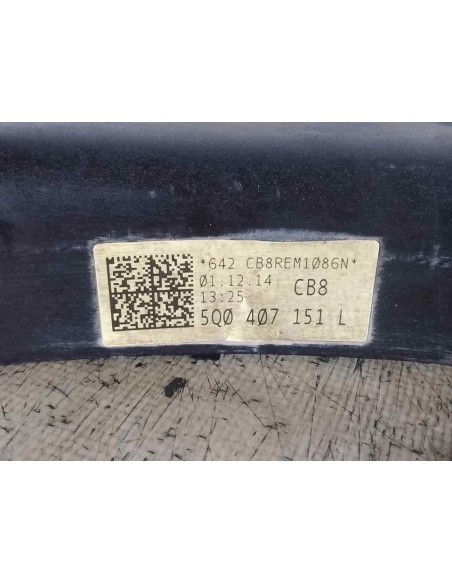 *642 CB8REM1Ø86N*
Ø1.12.14 CB8
13:25
5QØ 4Ø7 151 L